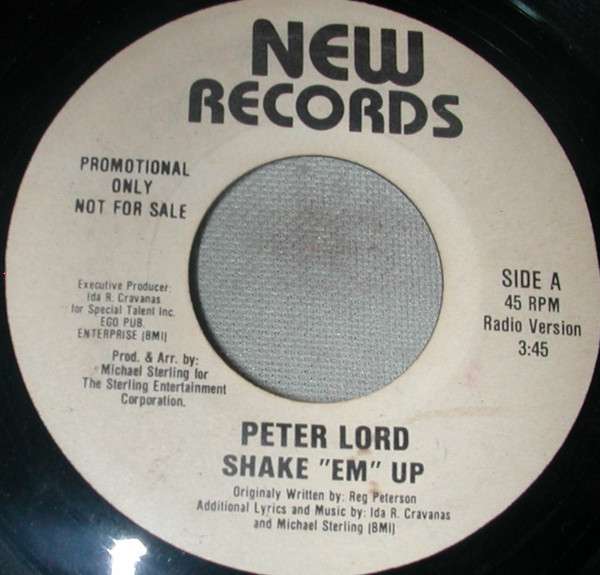 NEW
RECORDS
PROMOTIONAL
ONLY
NOT FOR SALE
Executive Producer:
Ida R. Cravanas
for Special Talent Inc.
EGO PUB.
ENTERPRISE (BMI)
Prod. & Arr. by:
Michael Sterling for
The Sterling Entertainment
Corporation.
SIDE A
45 RPM
Radio Version
3:45
PETER LORD
SHAKE "EM" UP
Originaly Written by: Reg Peterson
Additional Lyrics and Music by: Ida R. Cravanas
and Michael Sterling (BMI)